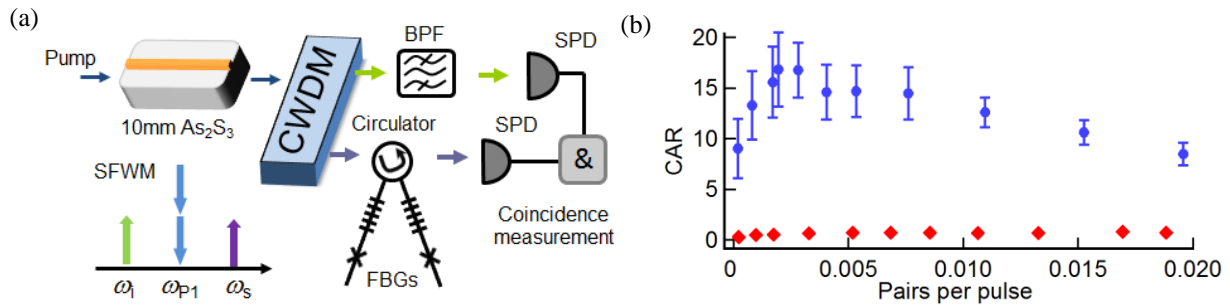 (a)
Pump
10mm As₂S₃
CWDM
BPF
SPD
Circulator
SPD
&
SFWM
Coincidence
measurement
FBGs
ωᵢ ωP1 ωₛ
(b)
CAR
20
15
10
5
0
0 0.005 0.010 0.015 0.020
Pairs per pulse